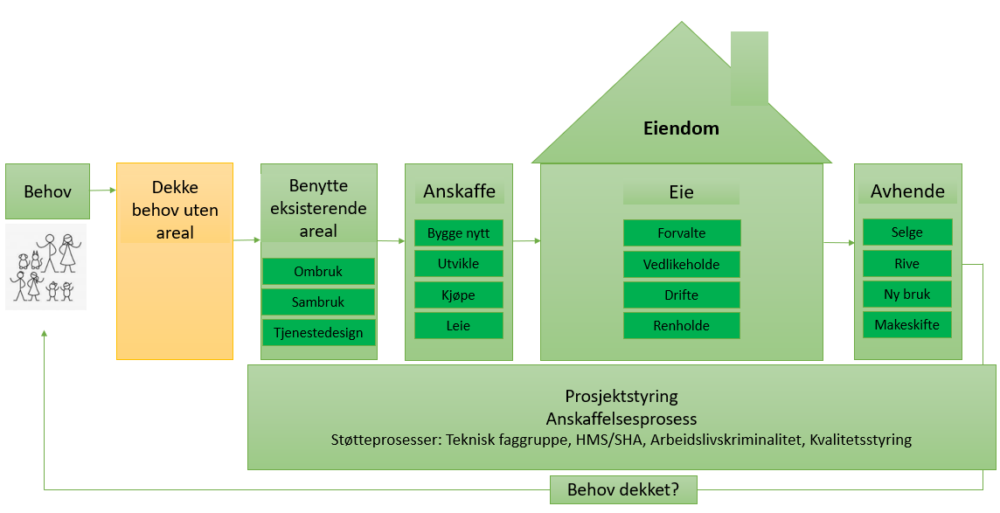 Eiendom
Behov
Dekke
behov uten
areal
Benytte
eksisterende
areal
Ombruk
Sambruk
Tjenestedesign
Anskaffe
Bygge nytt
Utvikle
Kjøpe
Leie
Eie
Forvalte
Vedlikeholde
Drifte
Renholde
Avhende
Selge
Rive
Ny bruk
Makeskifte
Prosjektstyring
Anskaffelsesprosess
Støtteprosesser: Teknisk faggruppe, HMS/SHA, Arbeidslivskriminalitet, Kvalitetsstyring
Behov dekket?